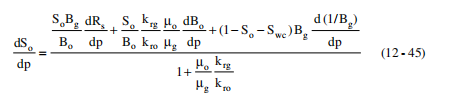 dS_o/dp = [ (S_o B_g / B_o) (dR_s/dp) + (S_o/B_o) (k_rg/k_ro) (μ_o/μ_g) (dB_o/dp) + (1 - S_o - S_wc) B_g (d (1/B_g)/dp) ] / [ 1 + (μ_o/μ_g) (k_rg/k_ro) ] (12 - 45)